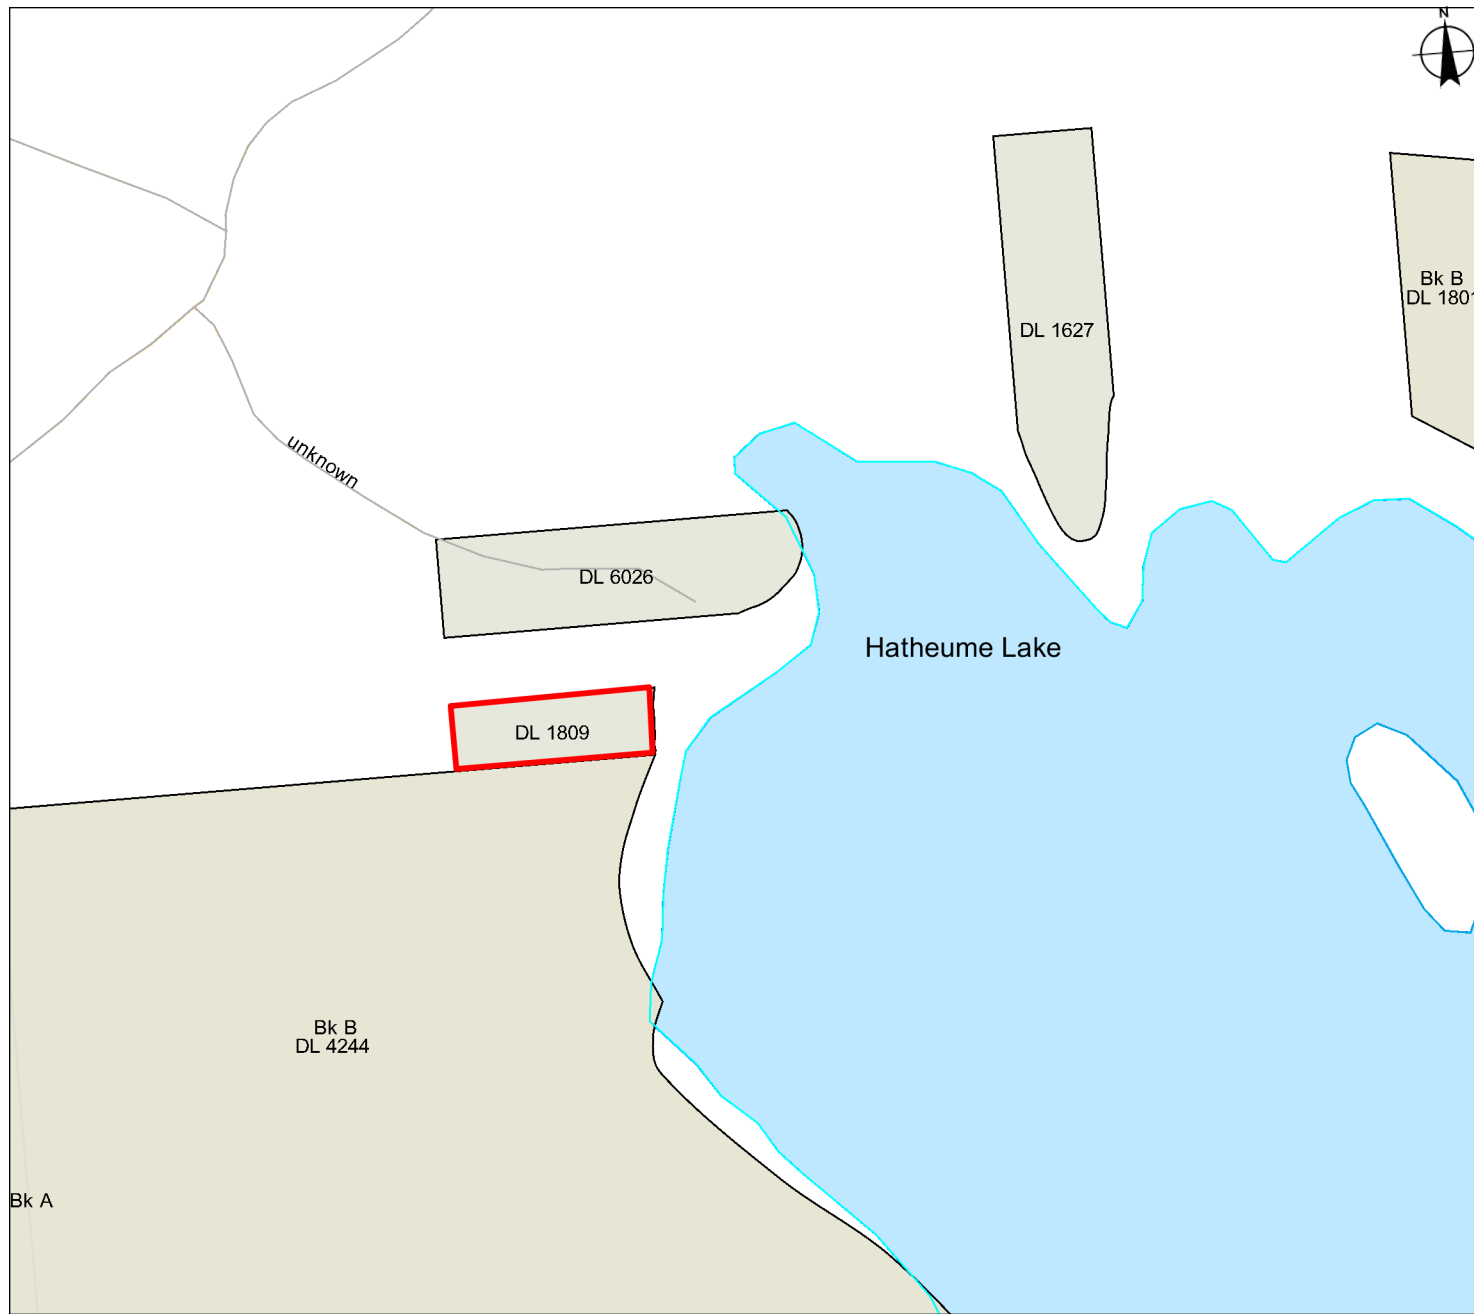 N
Bk B
DL 1801
DL 1627
unknown
DL 6026
Hatheume Lake
DL 1809
Bk B
DL 4244
Bk A